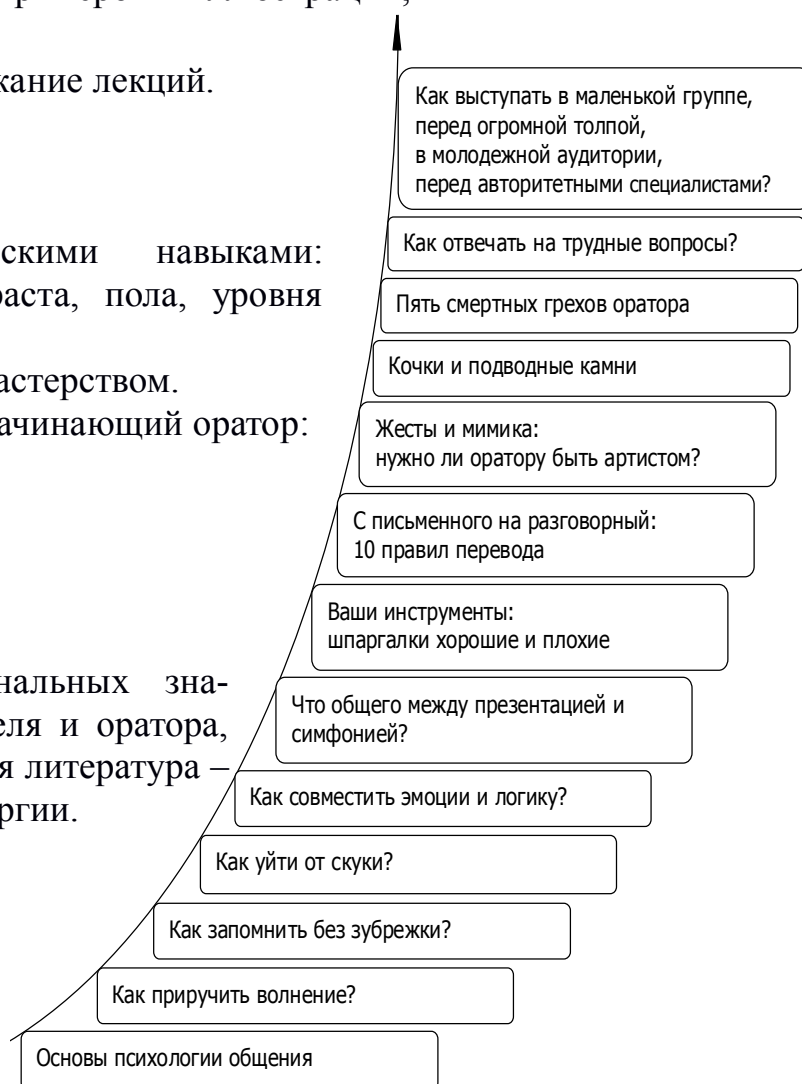 кание лекций.
скими навыками:
раста, пола, уровня
астерством.
ачинающий оратор:
нальных зна-
еля и оратора,
я литература –
ргии.
Как выступать в маленькой группе,
перед огромной толпой,
в молодежной аудитории,
перед авторитетными специалистами?
Как отвечать на трудные вопросы?
Пять смертных грехов оратора
Кочки и подводные камни
Жесты и мимика:
нужно ли оратору быть артистом?
С письменного на разговорный:
10 правил перевода
Ваши инструменты:
шпаргалки хорошие и плохие
Что общего между презентацией и
симфонией?
Как совместить эмоции и логику?
Как уйти от скуки?
Как запомнить без зубрежки?
Как приручить волнение?
Основы психологии общения